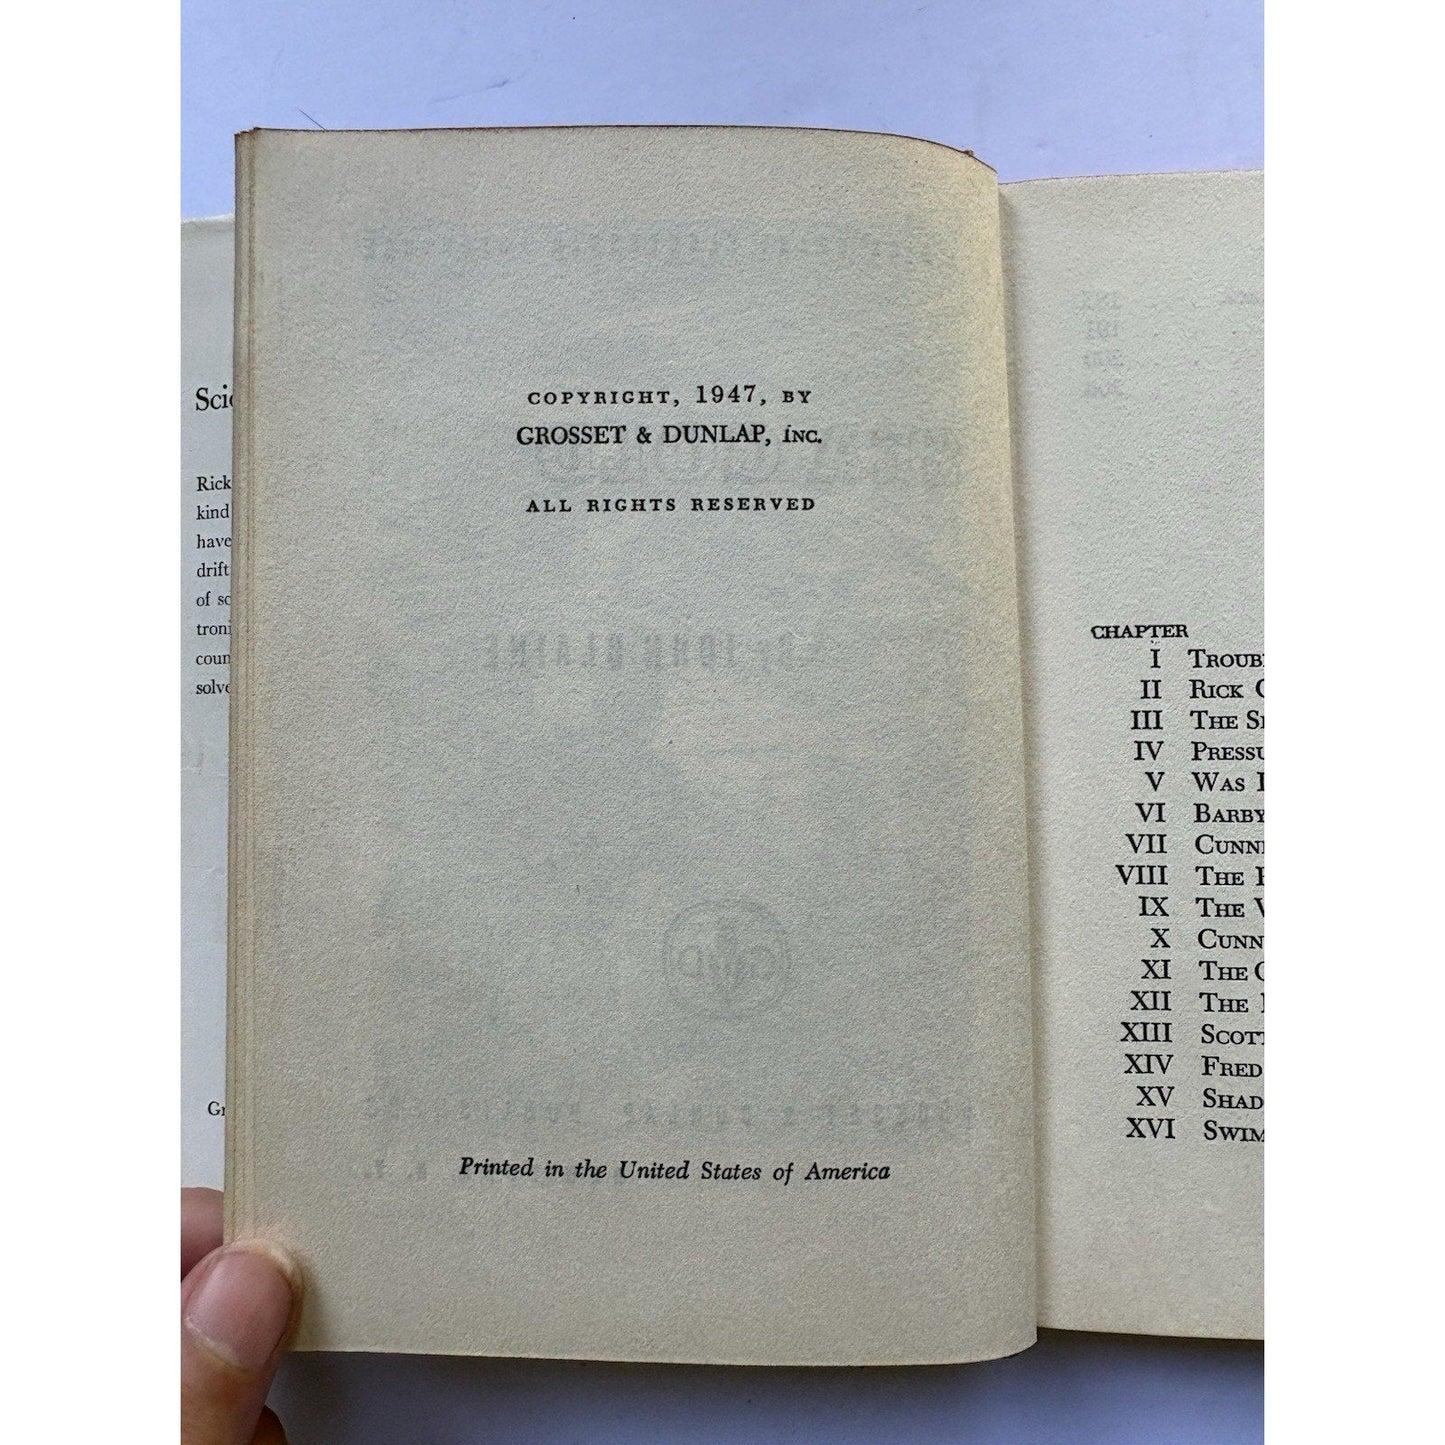 Scie
Rick
kind
have
drift
of sc
troni
coun
solve
Gr
COPYRIGHT, 1947, BY
GROSSET & DUNLAP, INC.
ALL RIGHTS RESERVED
Printed in the United States of America
CHAPTER
I TROUB
II RICK
III THE S
IV PRESSU
V WAS
VI BARBY
VII CUNN
VIII THE
IX THE
X CUNN
XI THE
XII THE
XIII SCOTT
XIV FRED
XV SHAD
XVI SWIM